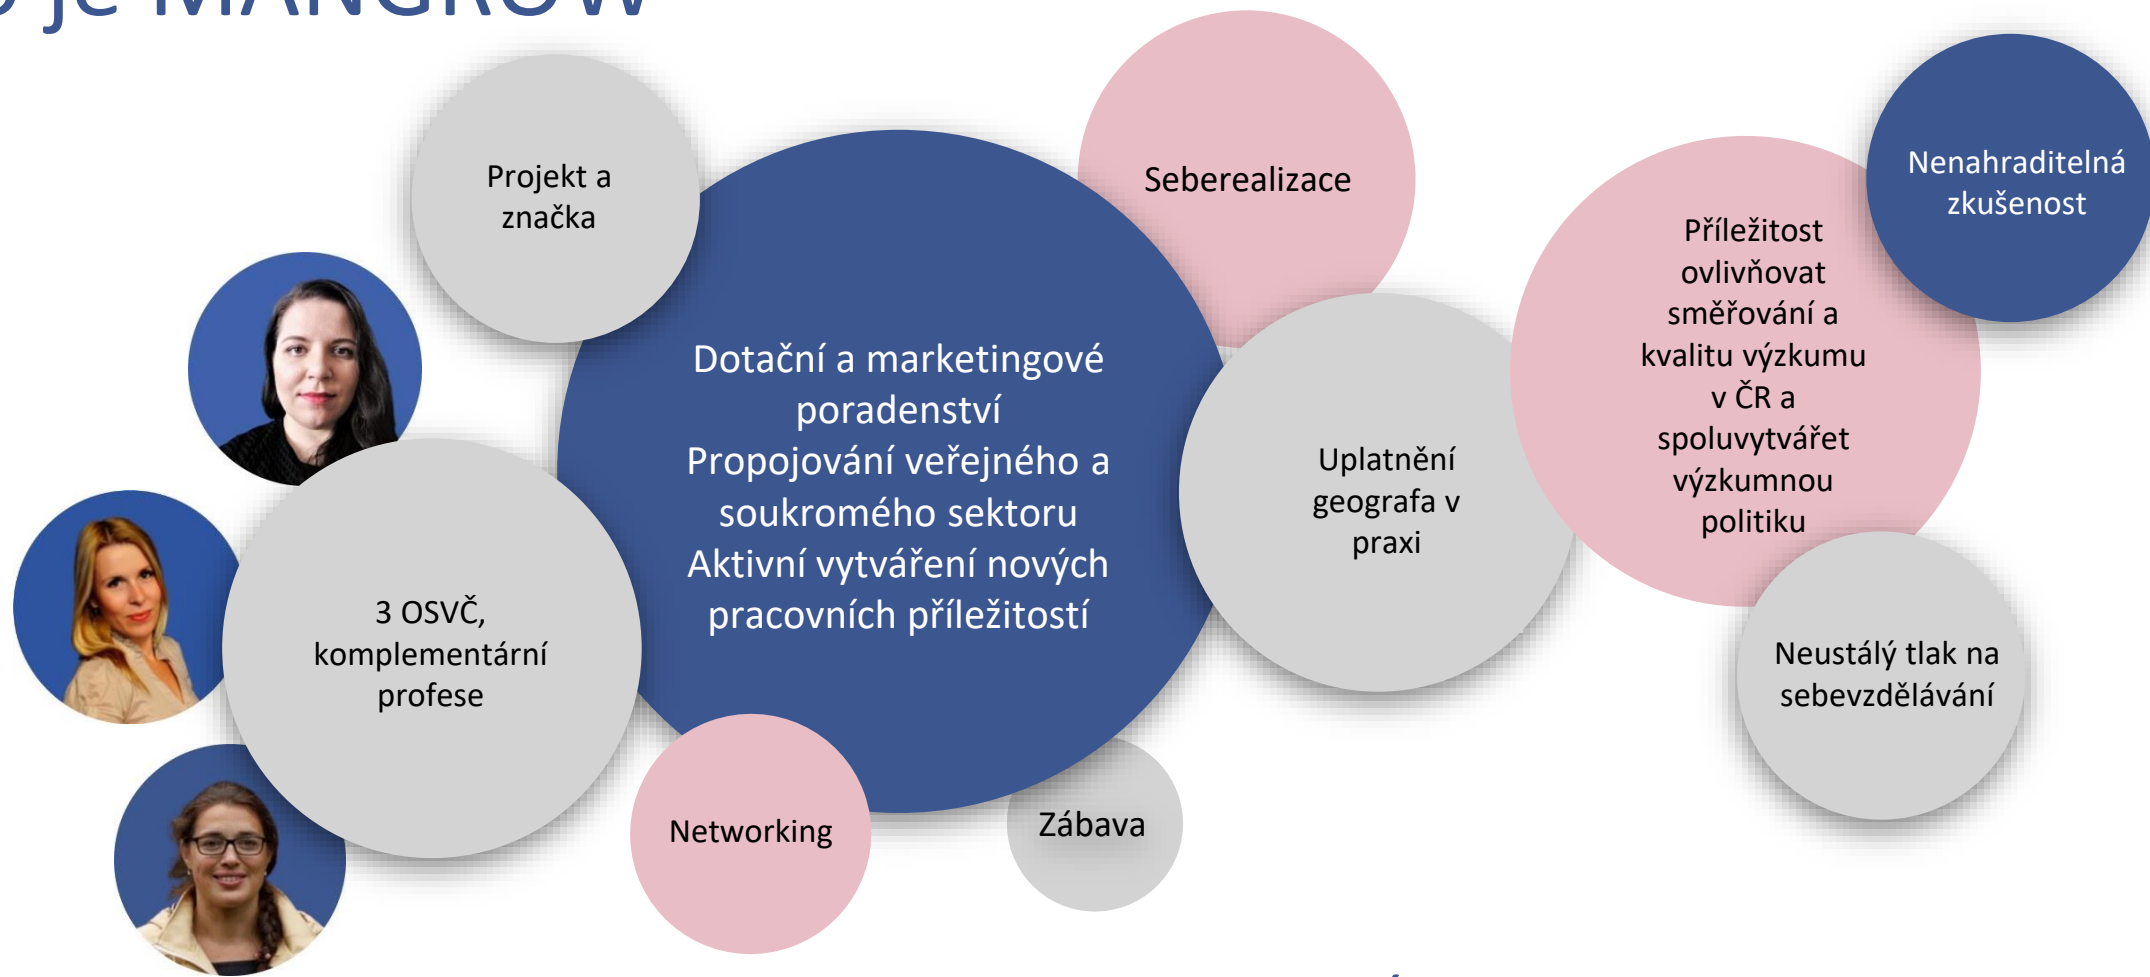 je MANGROW
Projekt a
značka
Seberealizace
Nenahraditelná
zkušenost
Příležitost
ovlivňovat
směřování a
kvalitu výzkumu
v ČR a
spoluvytvářet
výzkumnou
politiku
Dotační a marketingové
poradenství
Propojování veřejného a
soukromého sektoru
Aktivní vytváření nových
pracovních příležitostí
Uplatnění
geografa v
praxi
3 OSVČ,
komplementární
profese
Neustálý tlak na
sebevzdělávání
Networking
Zábava